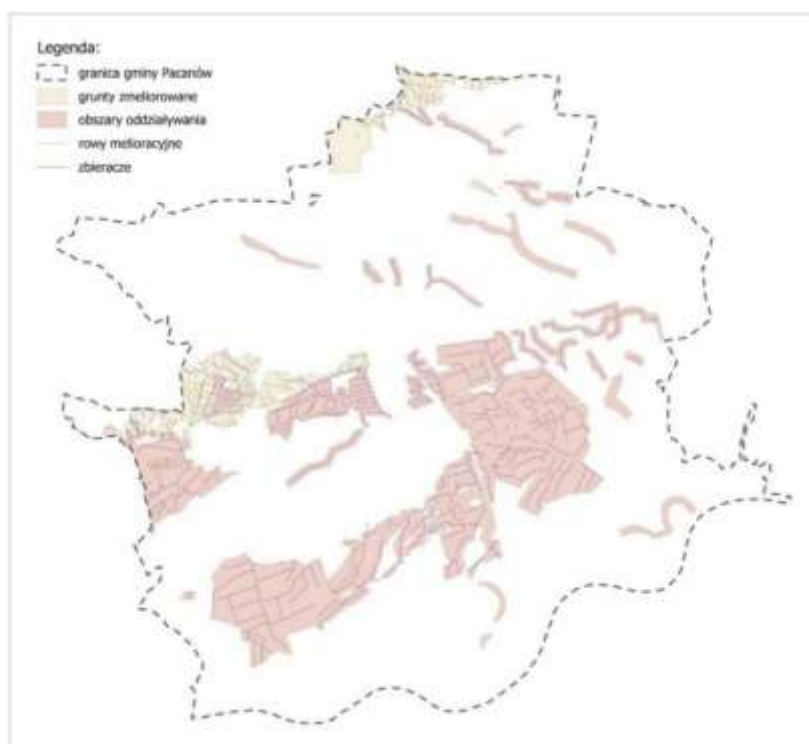 Legenda:
granica gminy Pacanów
grunty zmeliorowane
obszary oddziaływania
rowy melioracyjne
zbieracze